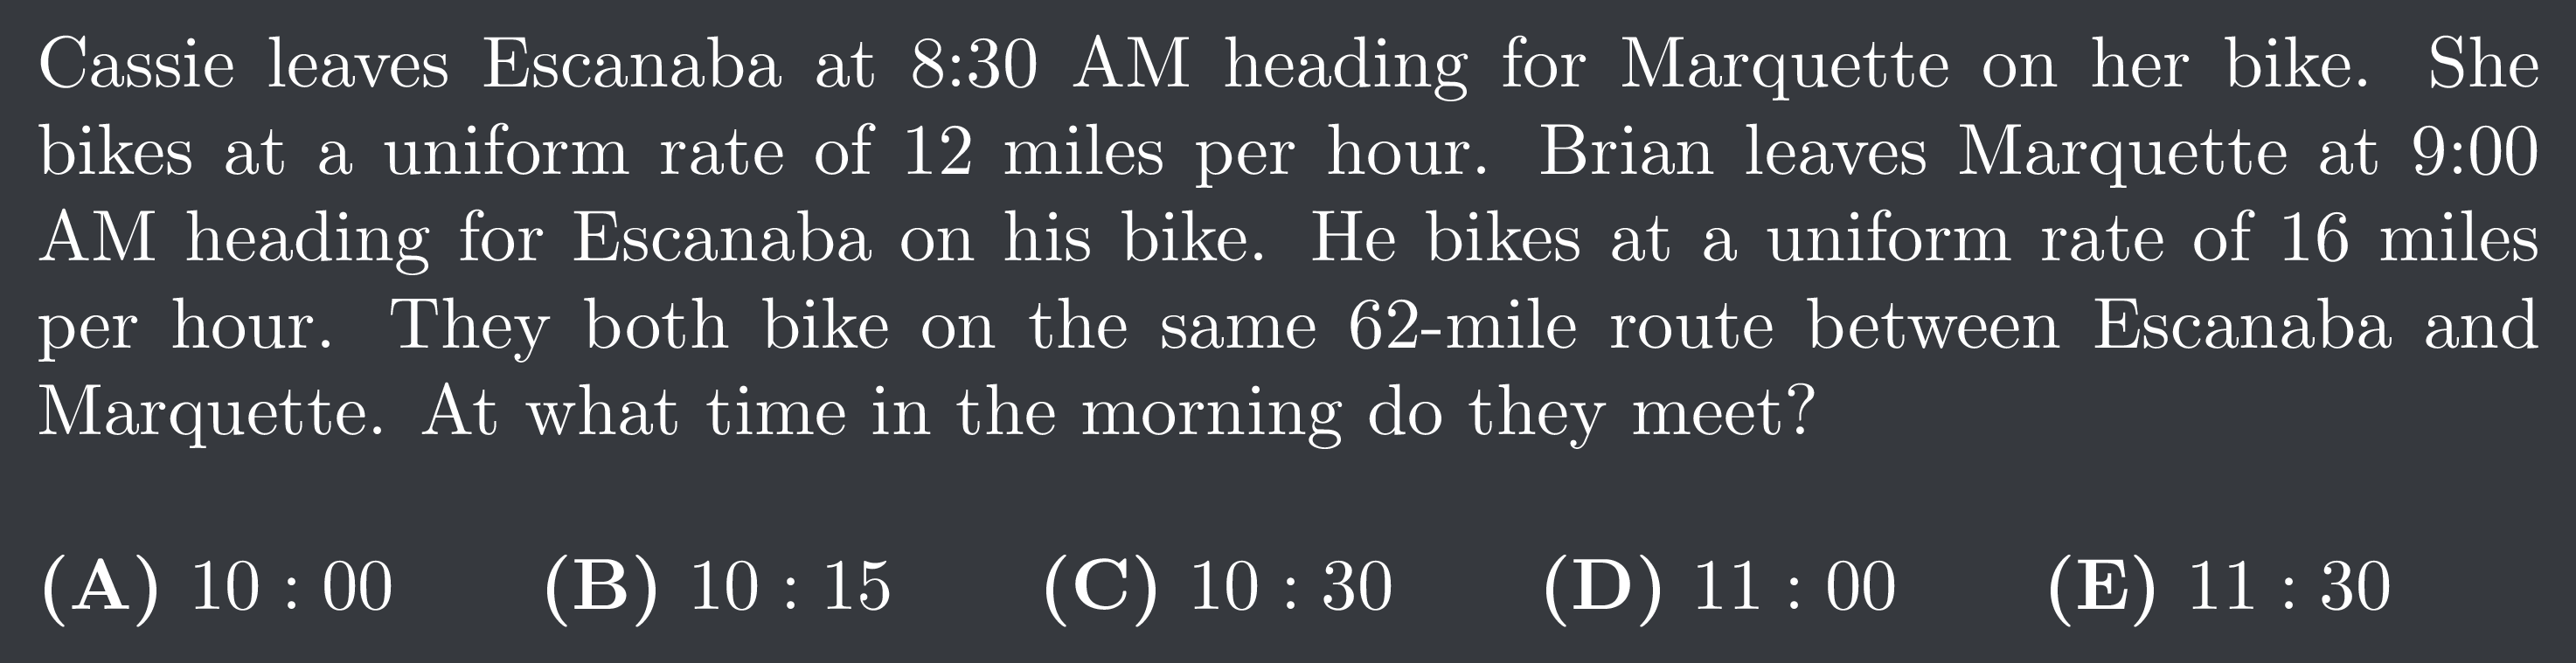 Cassie leaves Escanaba at 8:30 AM heading for Marquette on her bike. She
bikes at a uniform rate of 12 miles per hour. Brian leaves Marquette at 9:00
AM heading for Escanaba on his bike. He bikes at a uniform rate of 16 miles
per hour. They both bike on the same 62-mile route between Escanaba and
Marquette. At what time in the morning do they meet?
(A) 10 : 00 (B) 10 : 15 (C) 10 : 30 (D) 11 : 00 (E) 11 : 30